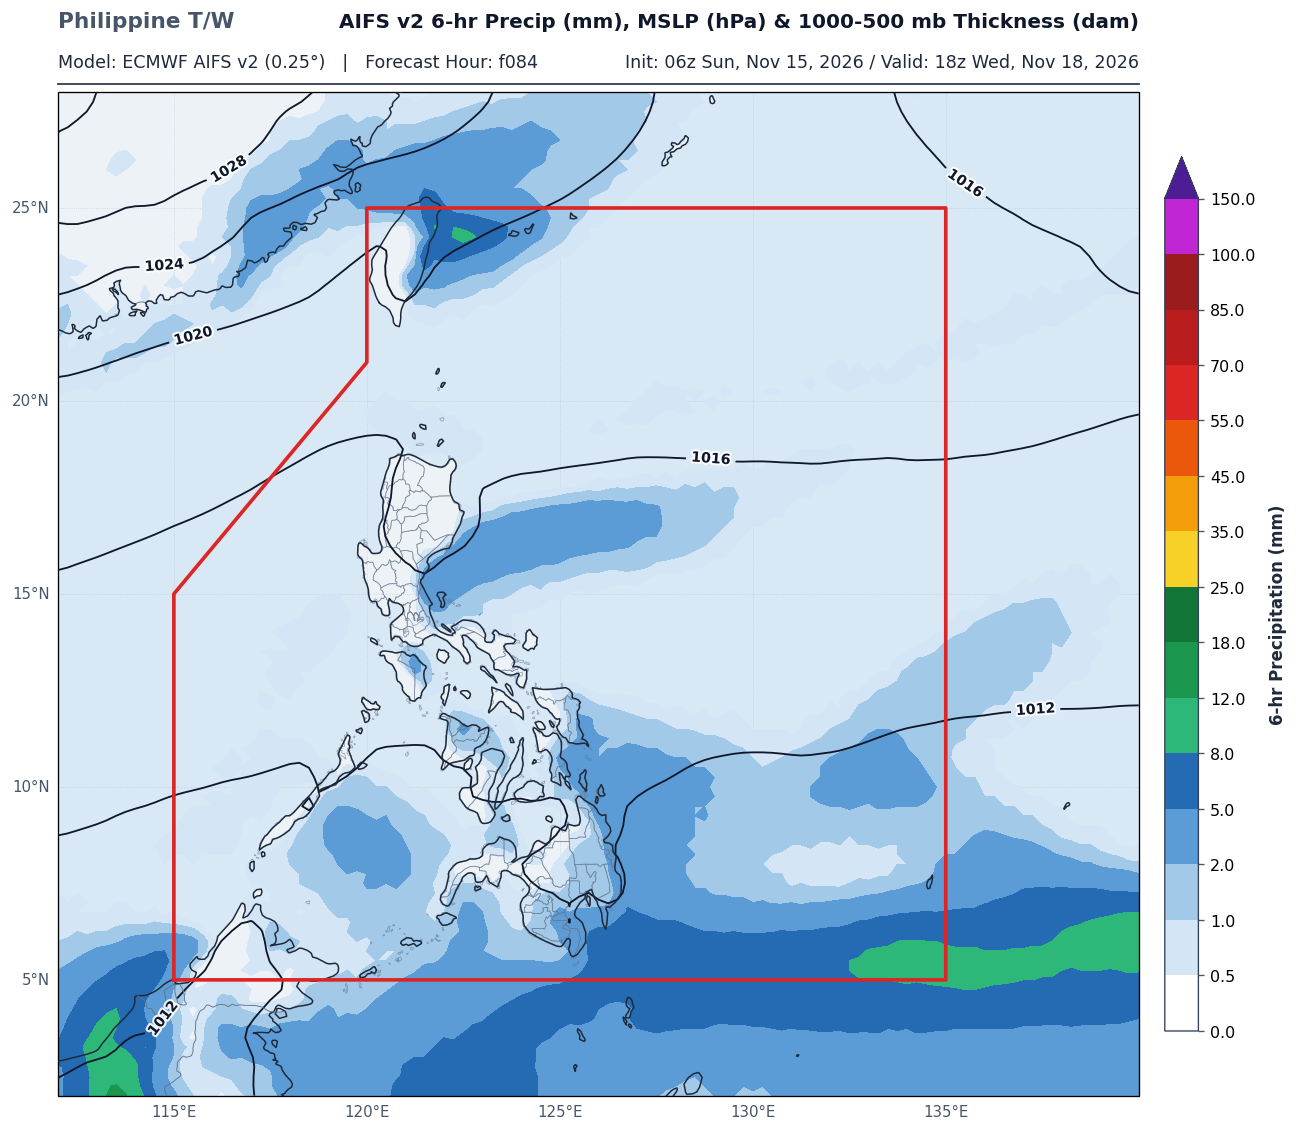 Philippine T/W
AIFS v2 6-hr Precip (mm), MSLP (hPa) & 1000-500 mb Thickness (dam)
Model: ECMWF AIFS v2 (0.25°) | Forecast Hour: f084
Init: 06z Sun, Nov 15, 2026 / Valid: 18z Wed, Nov 18, 2026
1028
1016
1024
1020
1016
1012
1012
25°N
20°N
15°N
10°N
5°N
115°E
120°E
125°E
130°E
135°E
150.0
100.0
85.0
70.0
55.0
45.0
35.0
25.0
18.0
12.0
8.0
5.0
2.0
1.0
0.5
0.0
6-hr Precipitation (mm)